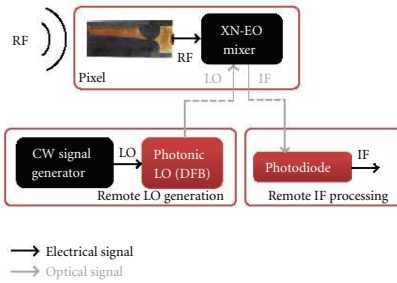 RF
XN-EO
mixer
RF
LO
IF
Pixel
CW signal
generator
LO
Photonic
LO (DFB)
Remote LO generation
Photodiode
IF
Remote IF processing
Electrical signal
Optical signal